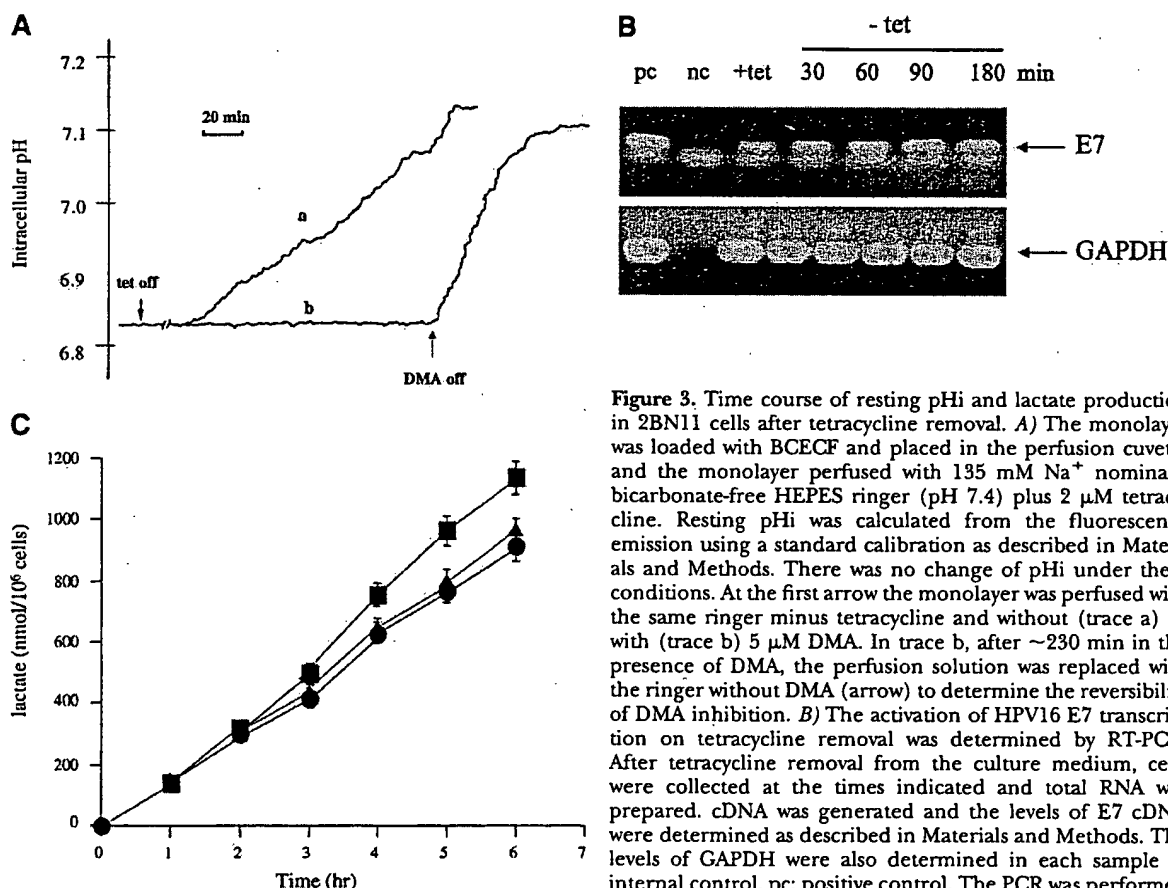 A
7.2
7.1
7.0
6.9
6.8
Intracellular pH
20 min
a
b
tet off
DMA off
B
- tet
pc nc +tet 30 60 90 180 min
E7
GAPDH
C
1200
1000
800
600
400
200
0
lactate (nmol/10⁶ cells)
0 1 2 3 4 5 6 7
Time (hr)
Figure 3. Time course of resting pHi and lactate productio
in 2BN11 cells after tetracycline removal. A) The monolay
was loaded with BCECF and placed in the perfusion cuvet
and the monolayer perfused with 135 mM Na⁺ nomina
bicarbonate-free HEPES ringer (pH 7.4) plus 2 μM tetrac
cline. Resting pHi was calculated from the fluorescen
emission using a standard calibration as described in Mater
als and Methods. There was no change of pHi under the
conditions. At the first arrow the monolayer was perfused wi
the same ringer minus tetracycline and without (trace a)
with (trace b) 5 μM DMA. In trace b, after ~230 min in th
presence of DMA, the perfusion solution was replaced wi
the ringer without DMA (arrow) to determine the reversibili
of DMA inhibition. B) The activation of HPV16 E7 transcri
tion on tetracycline removal was determined by RT-PC
After tetracycline removal from the culture medium, ce
were collected at the times indicated and total RNA w
prepared. cDNA was generated and the levels of E7 cDN
were determined as described in Materials and Methods. Th
levels of GAPDH were also determined in each sample
internal control. pc: positive control. The PCR was performe